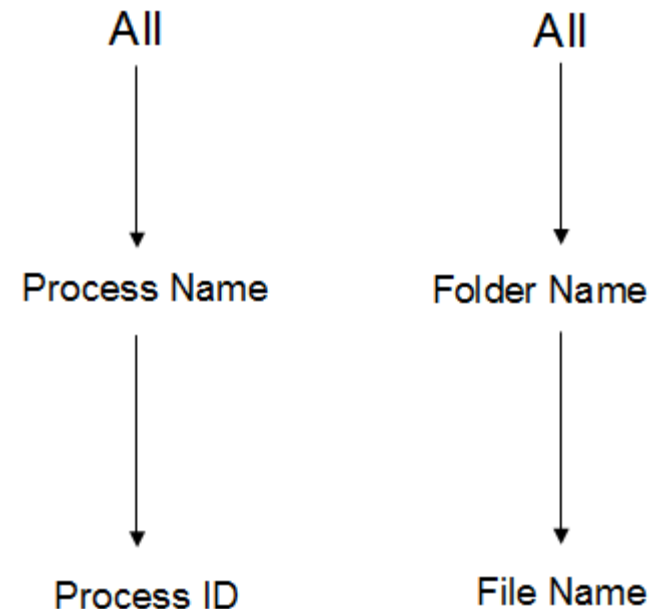 All
All
Process Name
Folder Name
Process ID
File Name